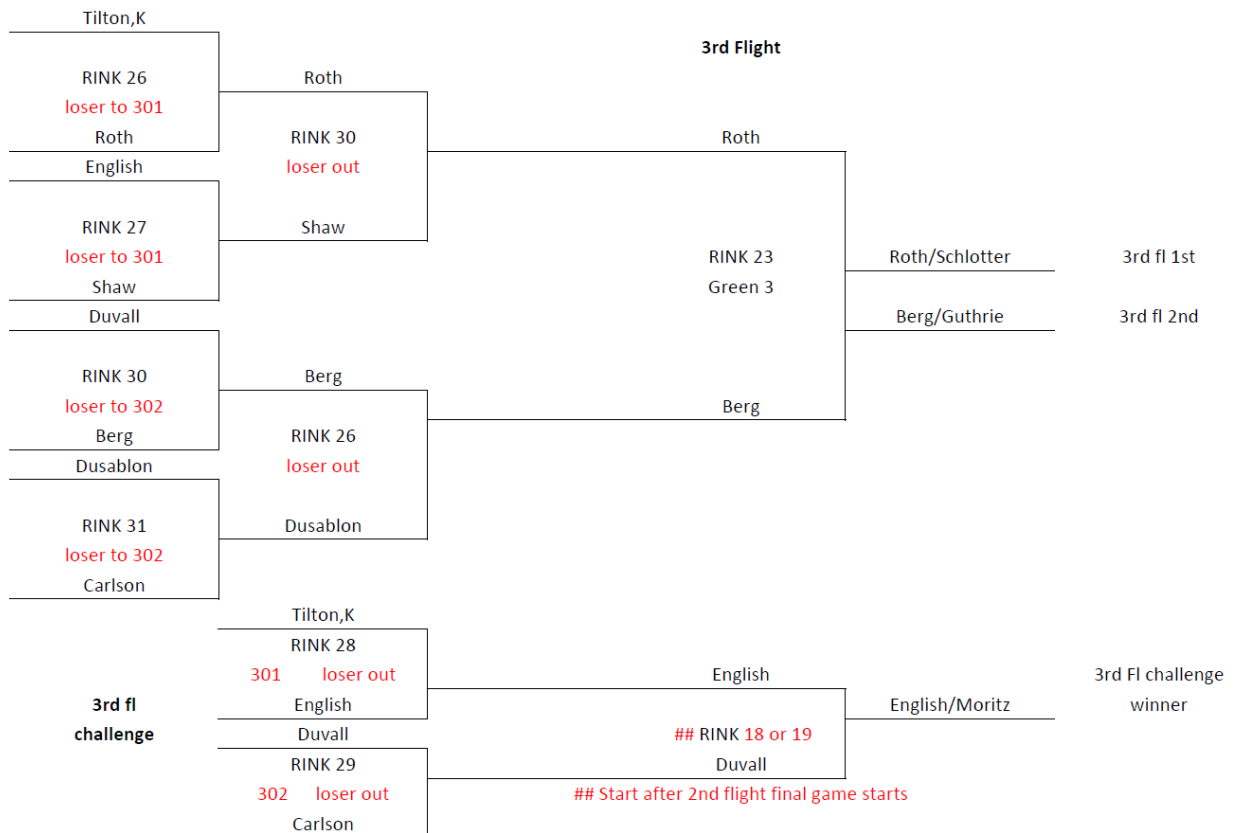 Tilton,K
3rd Flight
RINK 26
Roth
loser to 301
Roth
RINK 30
Roth
English
loser out
RINK 27
Shaw
loser to 301
RINK 23
Roth/Schlotter
3rd fl 1st
Shaw
Green 3
Duvall
Berg/Guthrie
3rd fl 2nd
RINK 30
Berg
loser to 302
Berg
Berg
RINK 26
Dusablon
loser out
RINK 31
Dusablon
loser to 302
Carlson
Tilton,K
RINK 28
301 loser out
English
3rd Fl challenge
3rd fl
English
English/Moritz
winner
challenge
Duvall
## RINK 18 or 19
RINK 29
Duvall
302 loser out
## Start after 2nd flight final game starts
Carlson